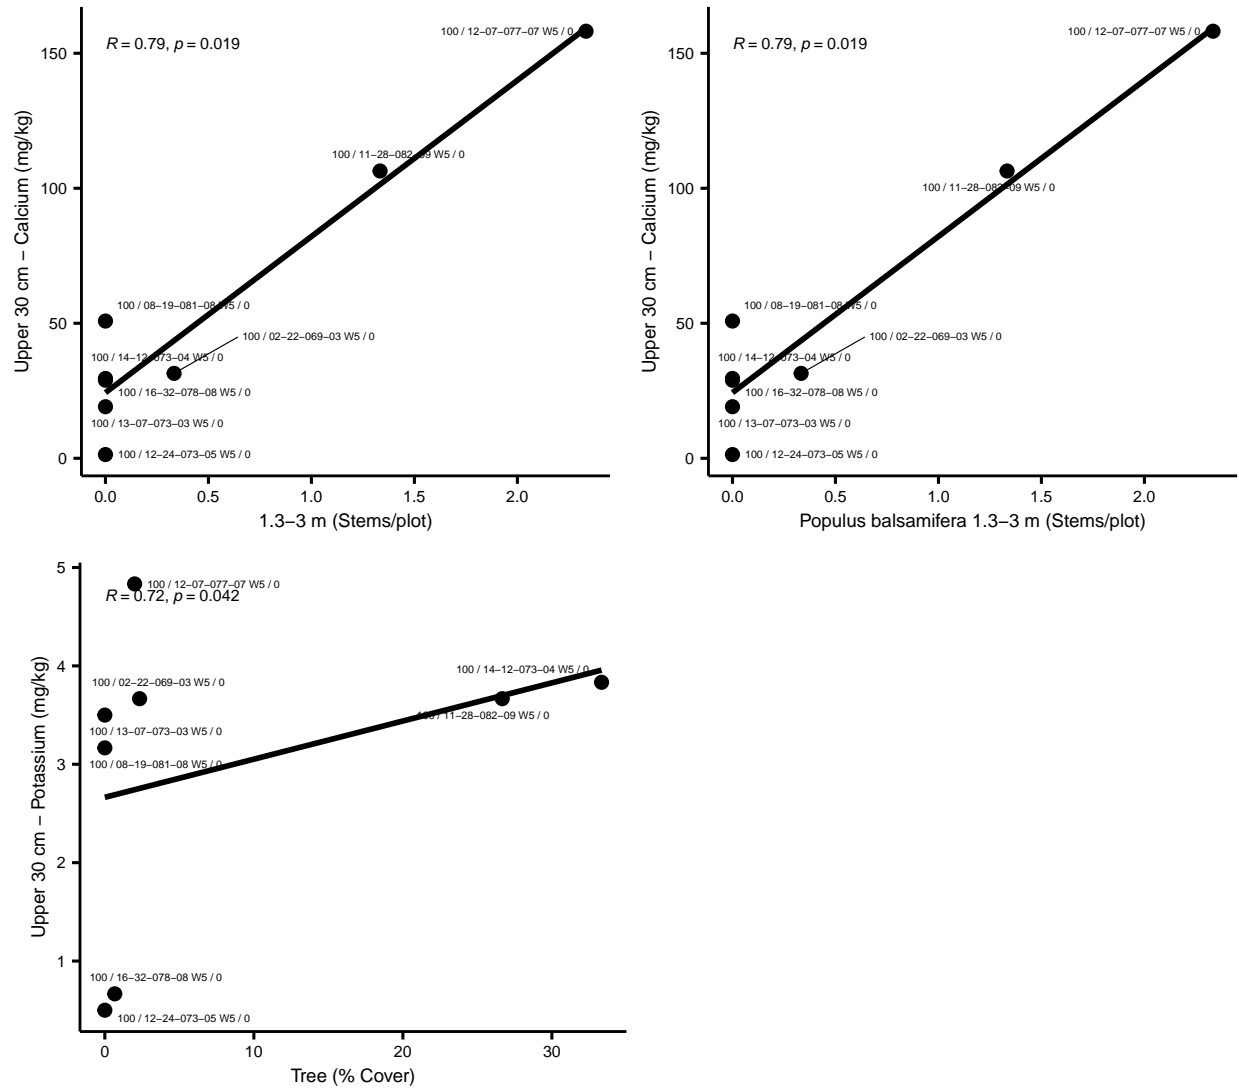 R = 0.79, p = 0.019
100 / 12−07−077−07 W5 / 0
150
100 / 11−28−082−09 W5 / 0
100
100 / 08−19−081−08 W5 / 0
50
100 / 02−22−069−03 W5 / 0
100 / 14−12−073−04 W5 / 0
100 / 16−32−078−08 W5 / 0
100 / 13−07−073−03 W5 / 0
100 / 12−24−073−05 W5 / 0
0
Upper 30 cm − Calcium (mg/kg)
0.0 0.5 1.0 1.5 2.0
1.3−3 m (Stems/plot)
R = 0.79, p = 0.019
100 / 12−07−077−07 W5 / 0
150
100 / 11−28−082−09 W5 / 0
100
100 / 08−19−081−08 W5 / 0
50
100 / 02−22−069−03 W5 / 0
100 / 14−12−073−04 W5 / 0
100 / 16−32−078−08 W5 / 0
100 / 13−07−073−03 W5 / 0
100 / 12−24−073−05 W5 / 0
0
Upper 30 cm − Calcium (mg/kg)
0.0 0.5 1.0 1.5 2.0
Populus balsamifera 1.3−3 m (Stems/plot)
5
100 / 12−07−077−07 W5 / 0
R = 0.72, p = 0.042
4
100 / 14−12−073−04 W5 / 0
100 / 02−22−069−03 W5 / 0
100 / 11−28−082−09 W5 / 0
100 / 13−07−073−03 W5 / 0
3
100 / 08−19−081−08 W5 / 0
2
1
100 / 16−32−078−08 W5 / 0
100 / 12−24−073−05 W5 / 0
Upper 30 cm − Potassium (mg/kg)
0 10 20 30
Tree (% Cover)